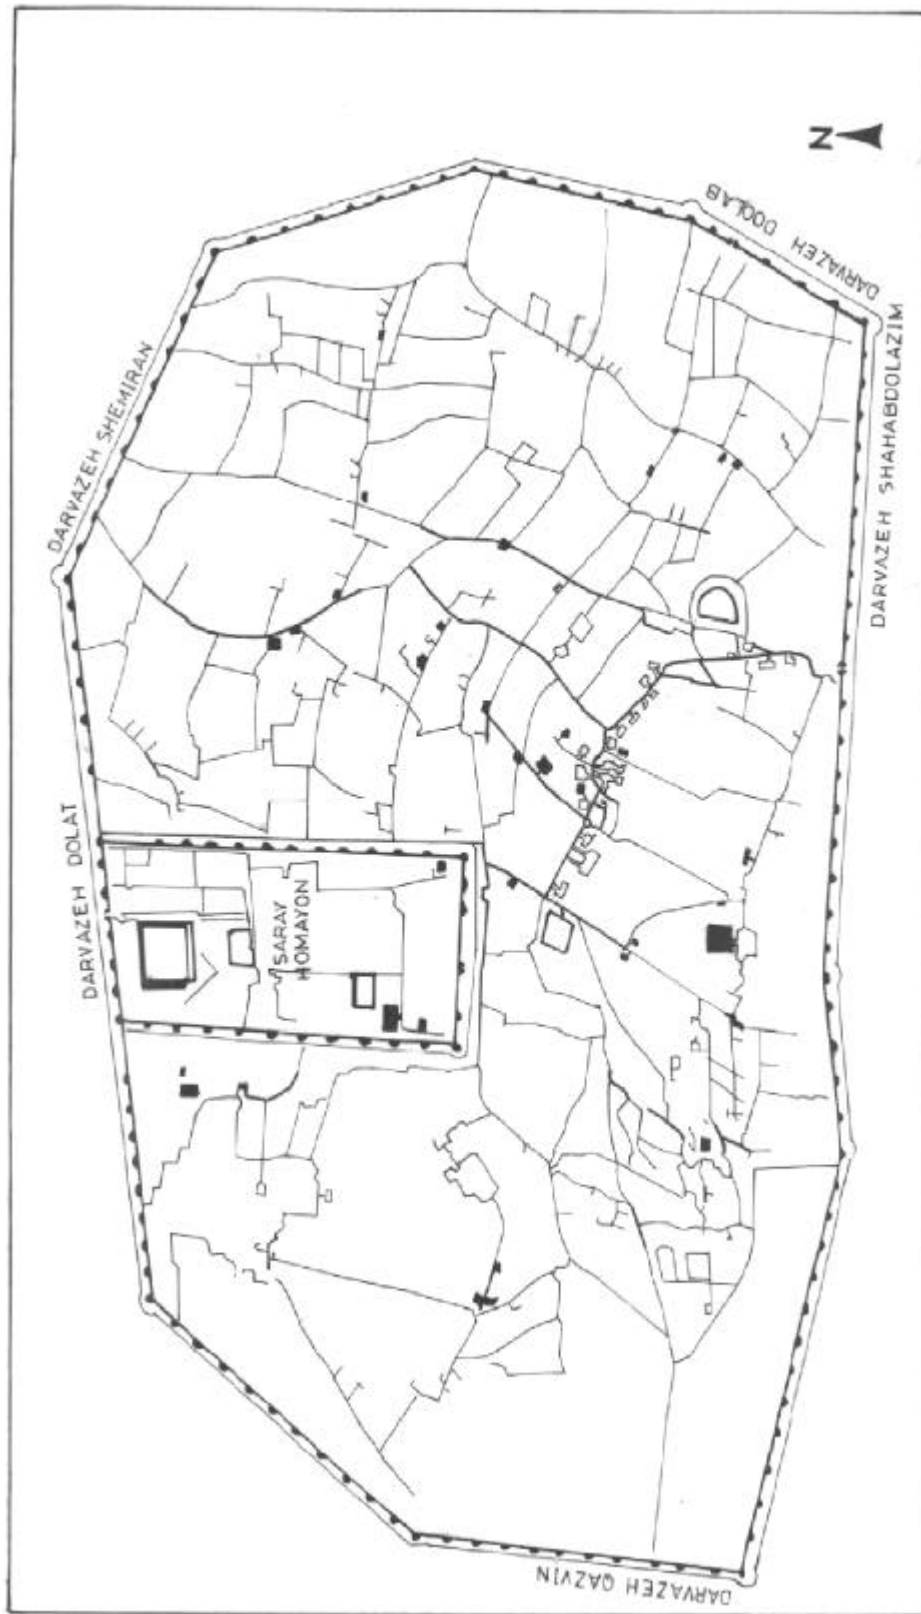 N
DARVAZEH DOOLAB
DARVAZEH SHEMIRAN
DARVAZEH SHAHABDOLAZIM
DARVAZEH DOLAT
SARAY
HOMAYON
DARVAZEH QAZVIN